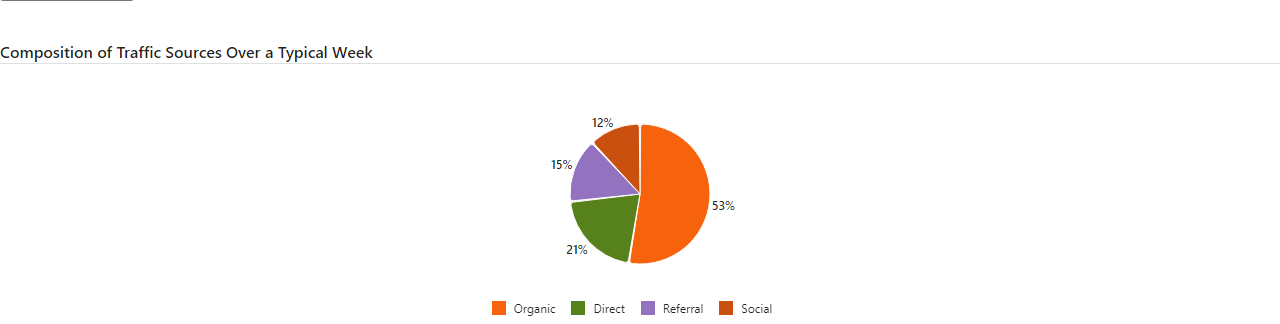 Composition of Traffic Sources Over a Typical Week
12%
15%
53%
21%
Organic Direct Referral Social